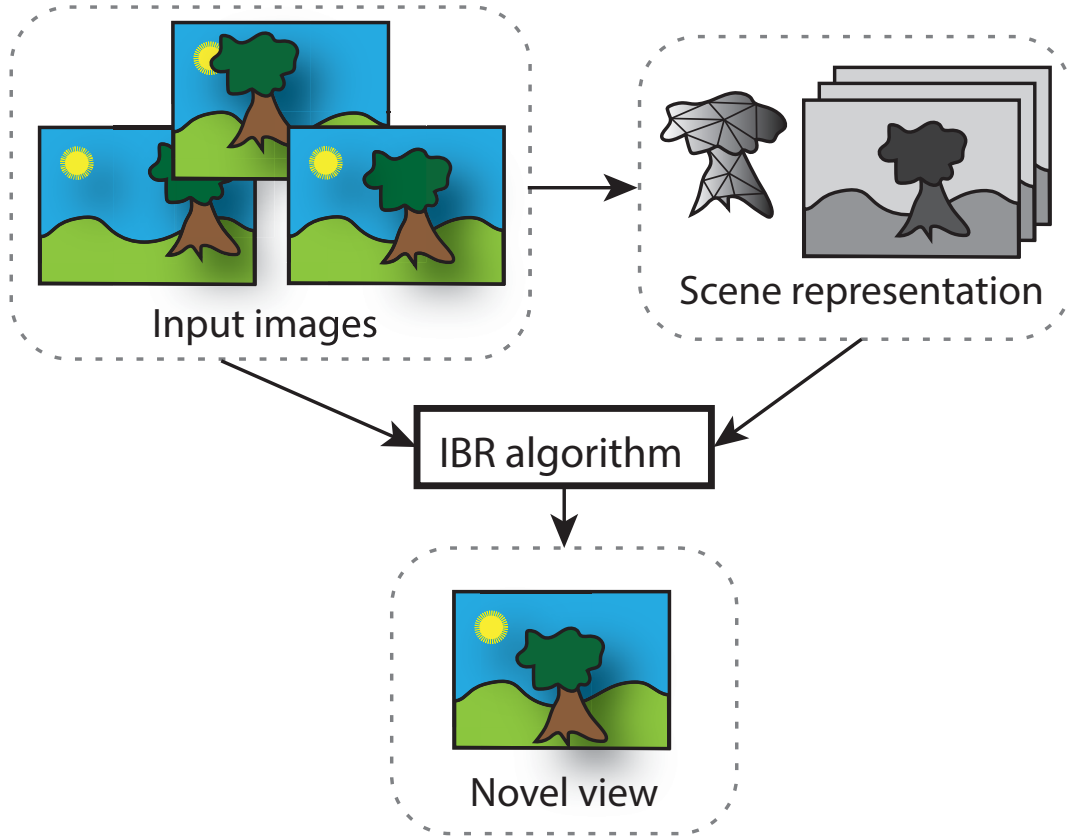 Input images
Scene representation
IBR algorithm
Novel view